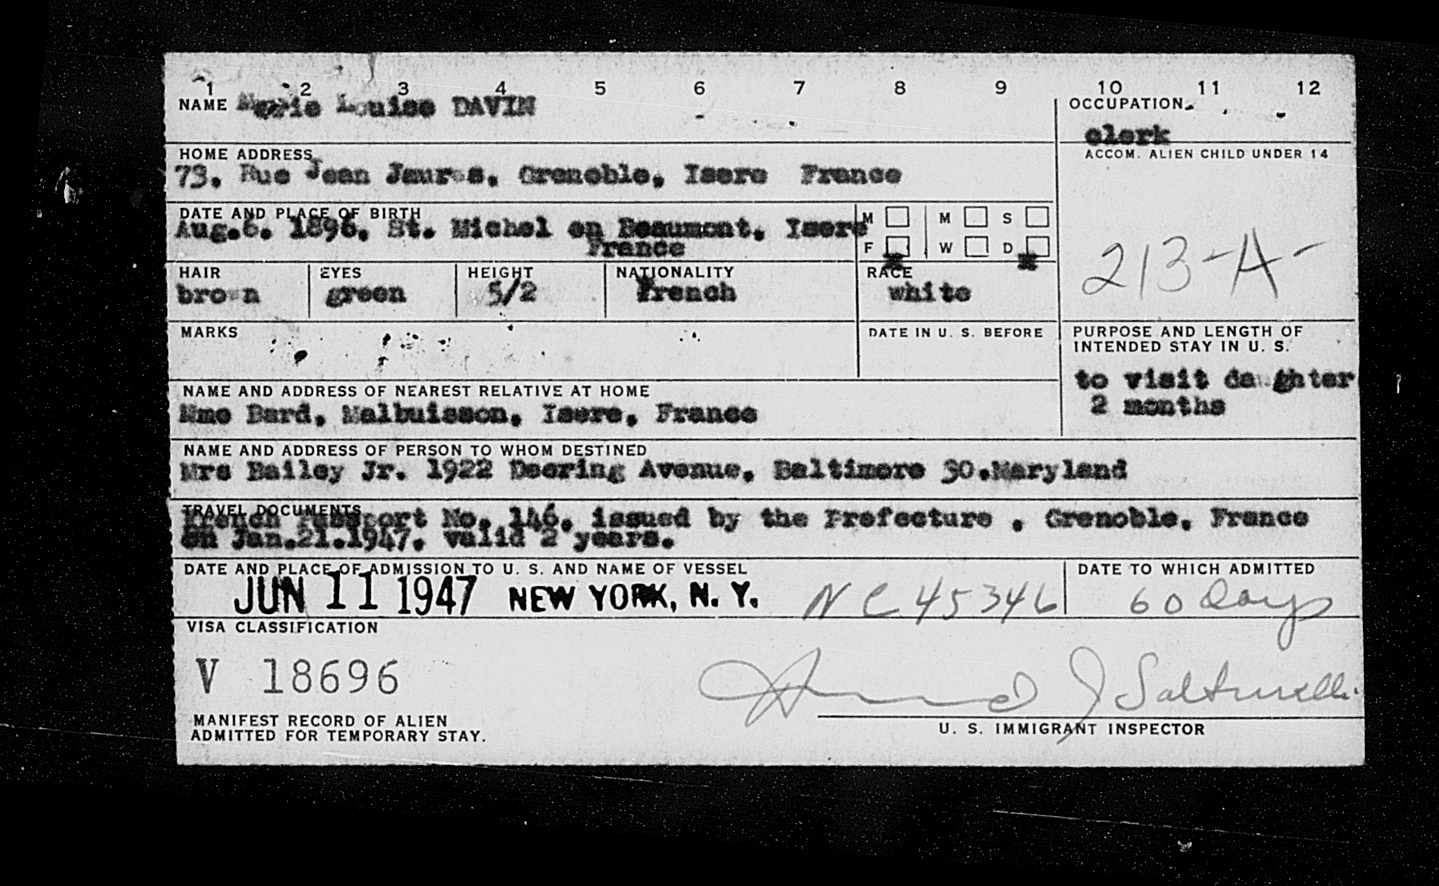 1 2 3 4 5 6 7 8 9 10 11 12
NAME Marie Louise DAVIN
OCCUPATION
clerk
HOME ADDRESS
73. Rue Jean Jaures. Grenoble, Isere France
ACCOM. ALIEN CHILD UNDER 14
213-A-
DATE AND PLACE OF BIRTH
Aug.6. 1896. St. Michel en Beaumont. Isere
France
M M S
F W D
HAIR EYES HEIGHT NATIONALITY RACE
brown green 5/2 French white
MARKS
DATE IN U. S. BEFORE
PURPOSE AND LENGTH OF
INTENDED STAY IN U. S.
to visit daughter
2 months
NAME AND ADDRESS OF NEAREST RELATIVE AT HOME
Mme Bard, Malbuisson, Isere, France
NAME AND ADDRESS OF PERSON TO WHOM DESTINED
Mrs Bailey Jr. 1922 Deering Avenue, Baltimore 30.Maryland
TRAVEL DOCUMENTS
French passport No. 146. issued by the Prefecture . Grenoble. France
on Jan.21.1947. valid 2 years.
DATE AND PLACE OF ADMISSION TO U. S. AND NAME OF VESSEL
JUN 11 1947 NEW YORK, N. Y. NC 45346
DATE TO WHICH ADMITTED
60 Days
VISA CLASSIFICATION
V 18696
MANIFEST RECORD OF ALIEN
ADMITTED FOR TEMPORARY STAY.
U. S. IMMIGRANT INSPECTOR